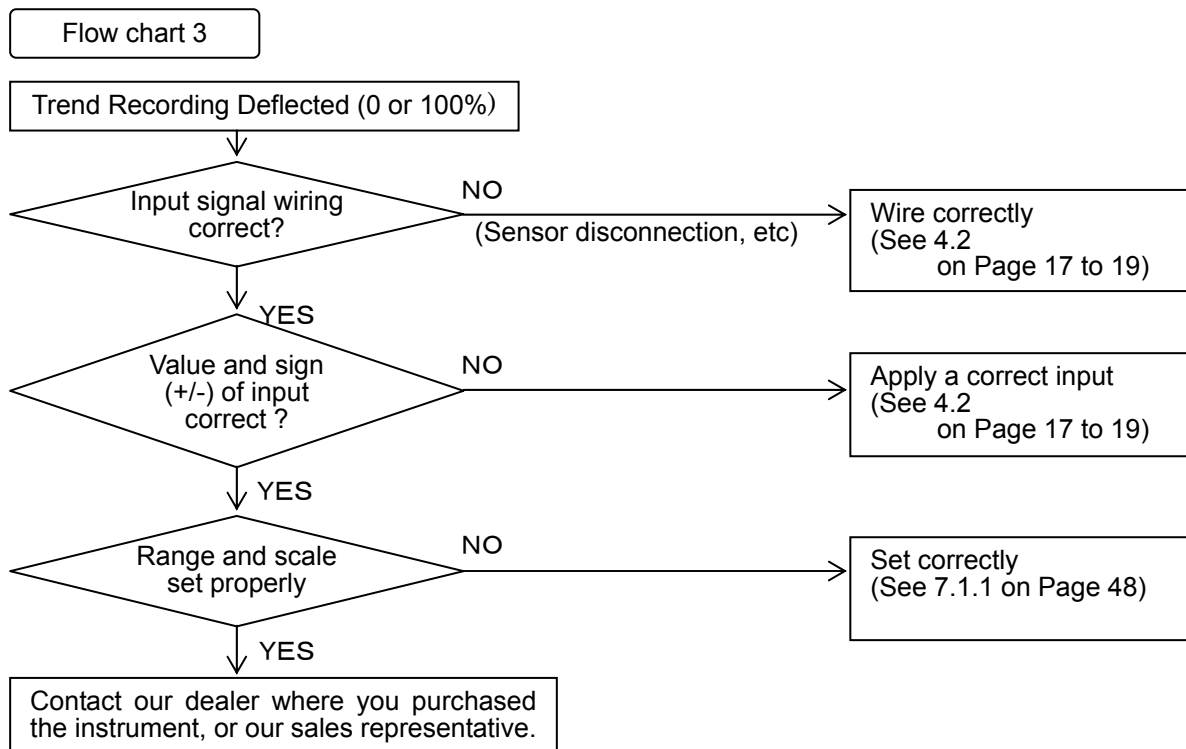 Flow chart 3
Trend Recording Deflected (0 or 100%)
Input signal wiring
correct?
NO
(Sensor disconnection, etc)
Wire correctly
(See 4.2
on Page 17 to 19)
YES
Value and sign
(+/-) of input
correct ?
NO
Apply a correct input
(See 4.2
on Page 17 to 19)
YES
Range and scale
set properly
NO
Set correctly
(See 7.1.1 on Page 48)
YES
Contact our dealer where you purchased
the instrument, or our sales representative.